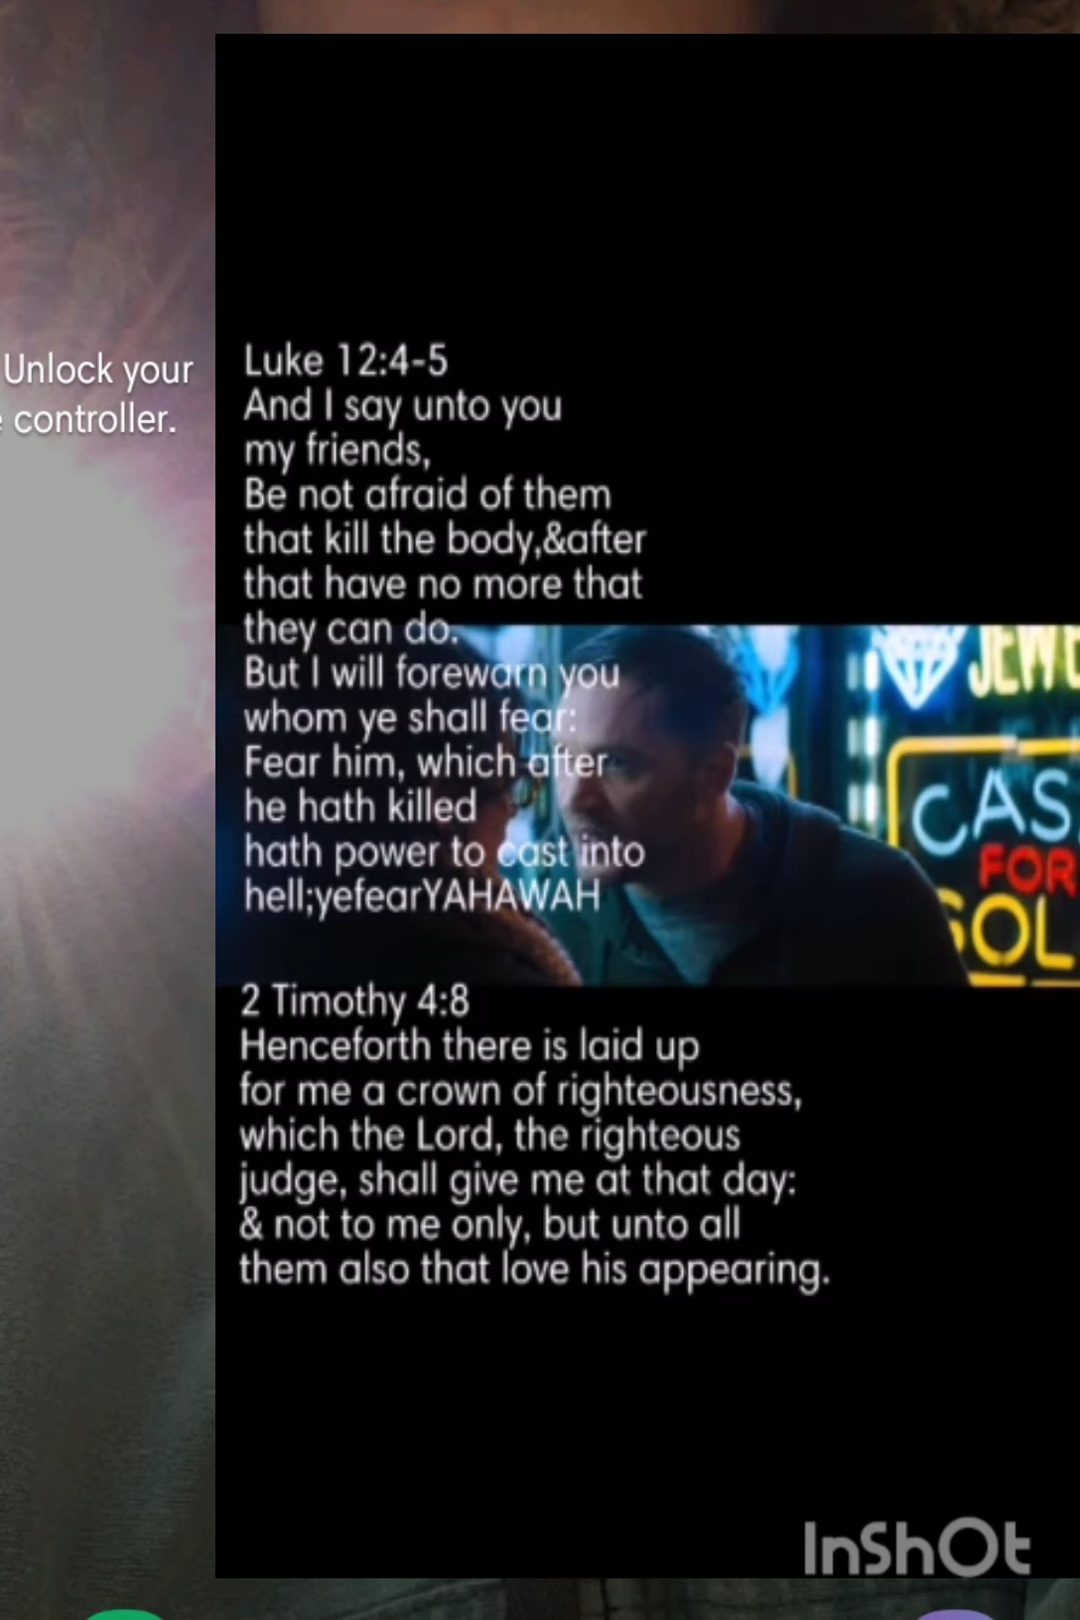 Unlock your
controller.
Luke 12:4-5
And I say unto you
my friends,
Be not afraid of them
that kill the body,&after
that have no more that
they can do.
But I will forewarn you
whom ye shall fear:
Fear him, which after
he hath killed
hath power to cast into
hell;yefearYAHAWAH
JEWE
CAS
FOR
GOL
2 Timothy 4:8
Henceforth there is laid up
for me a crown of righteousness,
which the Lord, the righteous
judge, shall give me at that day:
& not to me only, but unto all
them also that love his appearing.
InShOt